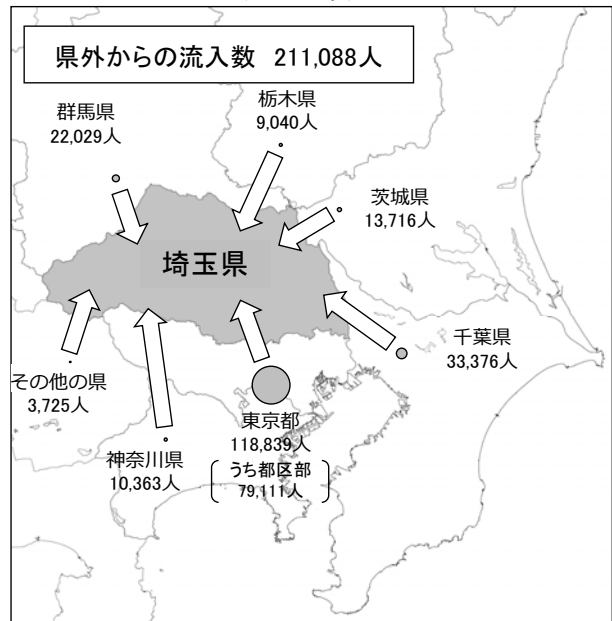 県外からの流入数 211,088人
栃木県
9,040人
群馬県
22,029人
茨城県
13,716人
埼玉県
千葉県
33,376人
その他の県
3,725人
東京都
118,839人
うち都区部
79,111人
神奈川県
10,363人